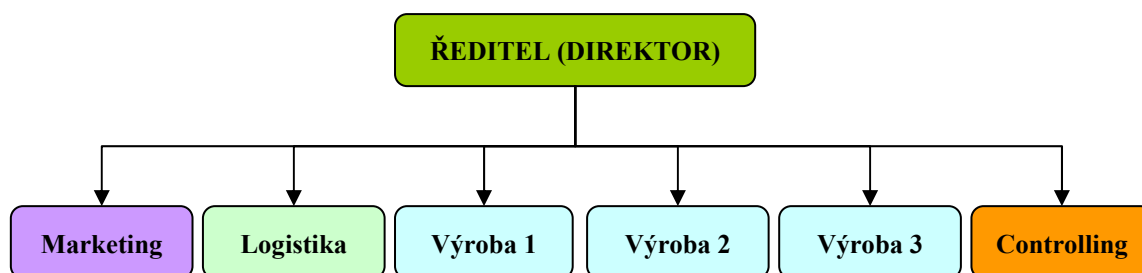 ŘEDITEL (DIREKTOR)
Marketing
Logistika
Výroba 1
Výroba 2
Výroba 3
Controlling